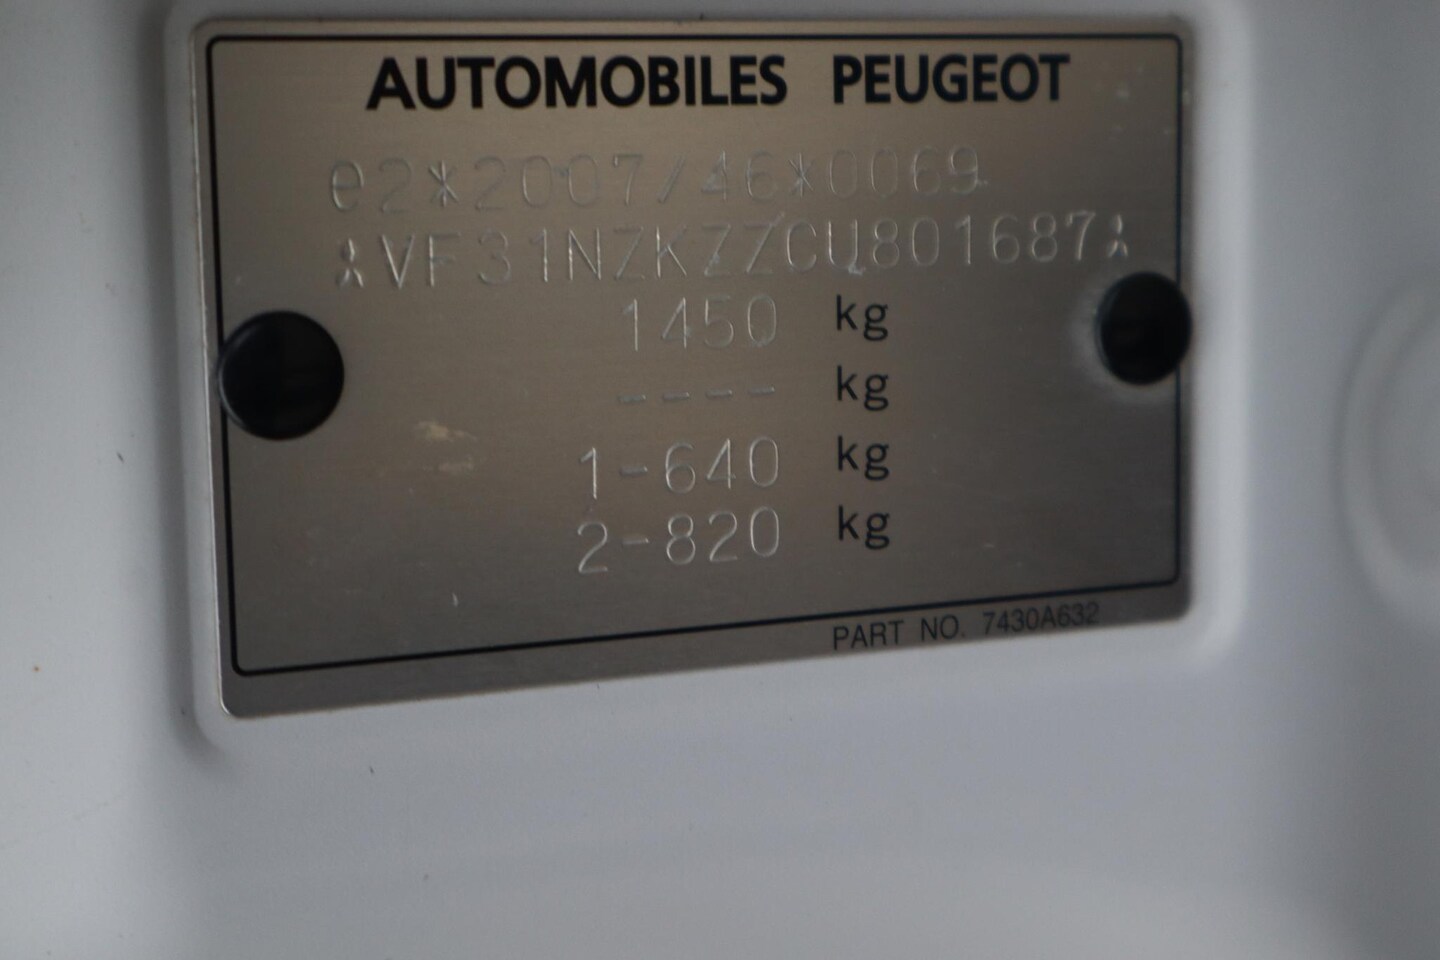 AUTOMOBILES PEUGEOT
e2*2007/46*0069
*VF31NZKZZCU801687*
1450 kg
---- kg
1-640 kg
2-820 kg
PART NO. 7430A632